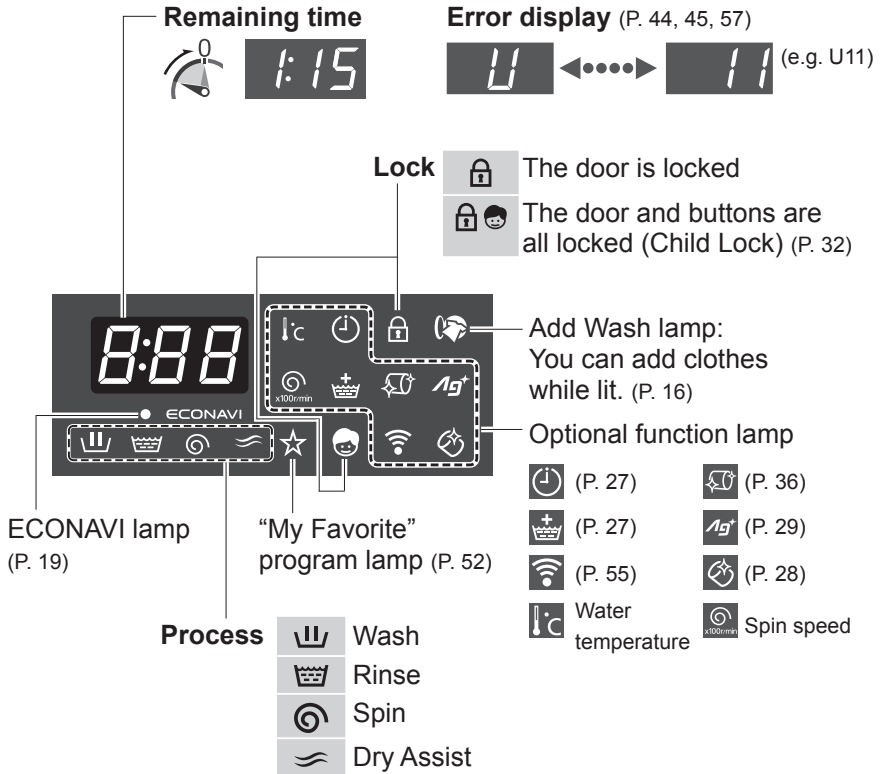 Remaining time
0
1:15
Error display (P. 44, 45, 57)
U
11
(e.g. U11)
Lock
The door is locked
The door and buttons are
all locked (Child Lock) (P. 32)
8:88
°C
x100r/min
Ag+
ECONAVI
Add Wash lamp:
You can add clothes
while lit. (P. 16)
Optional function lamp
(P. 27)
(P. 36)
(P. 27)
Ag+
(P. 29)
(P. 55)
(P. 28)
°C
Water
temperature
x100r/min
Spin speed
ECONAVI lamp
(P. 19)
“My Favorite”
program lamp (P. 52)
Process
Wash
Rinse
Spin
Dry Assist